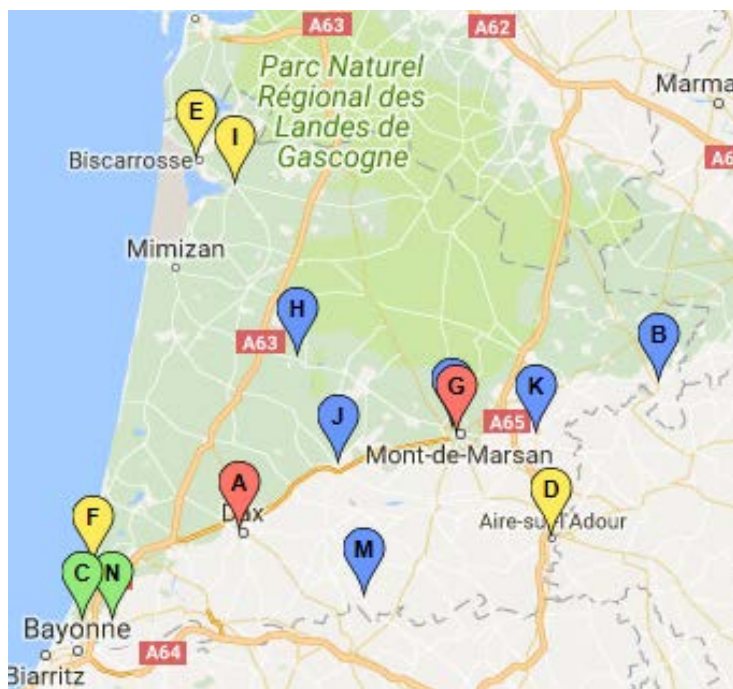 A63
A62
Parc Naturel
Régional des
Landes de
Gascogne
Marma
E
I
A6
Biscarrosse
Mimizan
H
A63
B
G
K
J
A65
Mont-de-Marsan
A
D
Dax
Aire-sur-l'Adour
F
M
C
N
Bayonne
A64
Biarritz